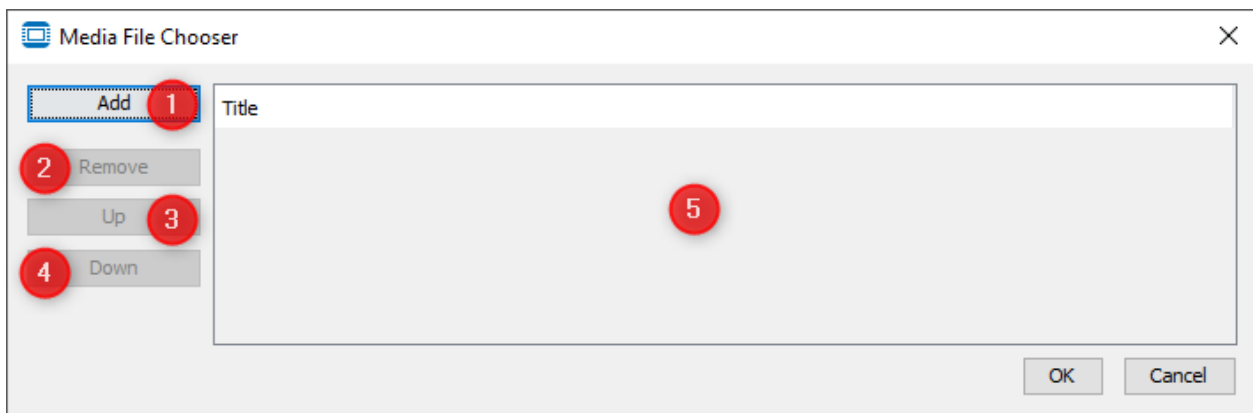 Media File Chooser
Add 1
Title
2 Remove
Up 3
5
4 Down
OK Cancel